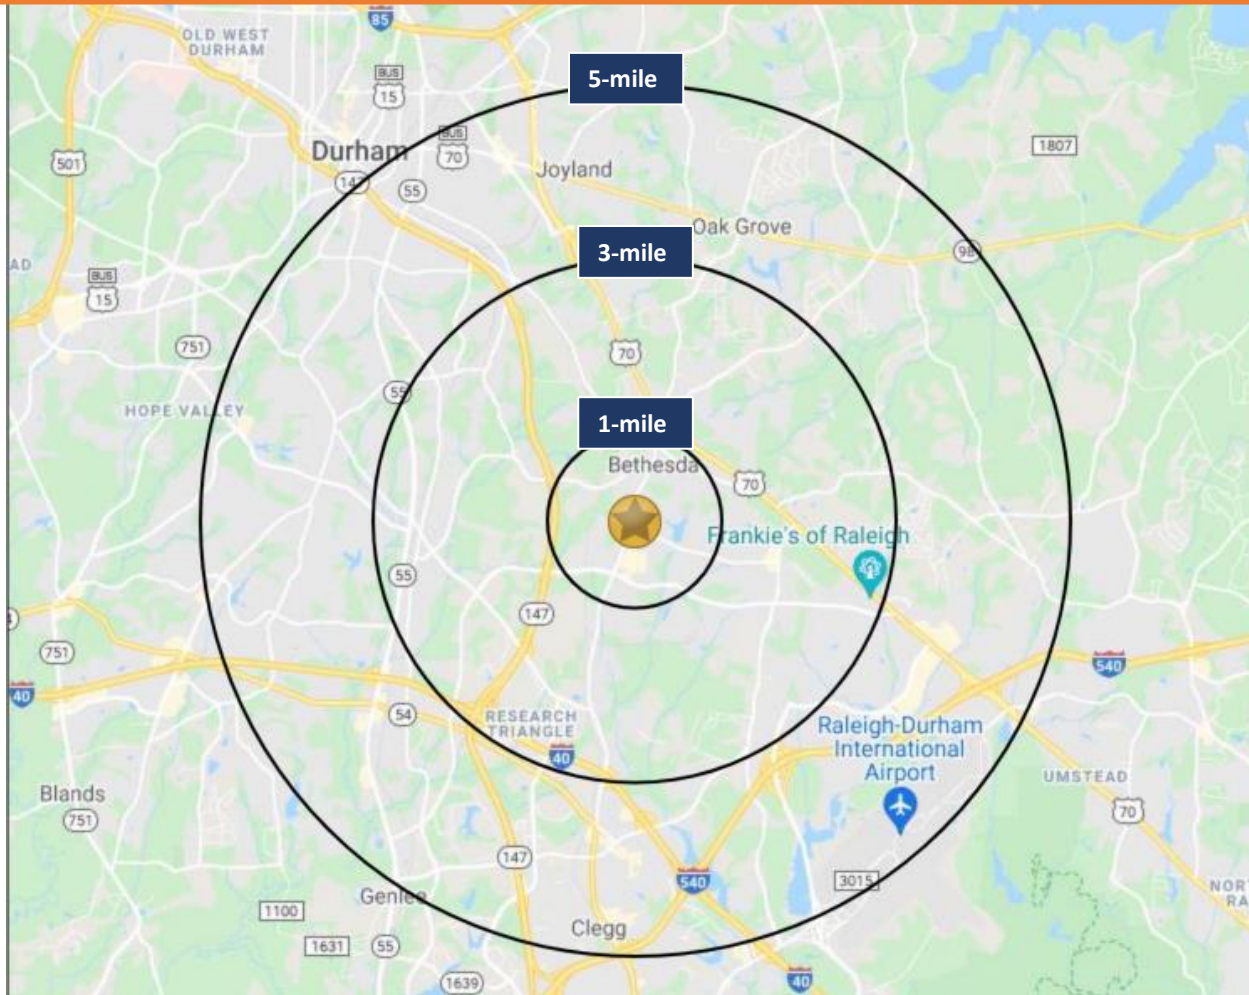 85
OLD WEST
DURHAM
5-mile
BUS
15
BUS
70
1807
Durham
501
Joyland
147
55
Oak Grove
3-mile
98
AD
BUS
15
751
70
55
HOPE VALLEY
1-mile
Bethesda
70
Frankie's of Raleigh
55
147
751
540
40
54
RESEARCH
TRIANGLE
40
Raleigh-Durham
International
Airport
UMSTEAD
Blands
751
70
147
540
3015
Genlee
1100
NOR
RA
Clegg
1631
55
1639
40